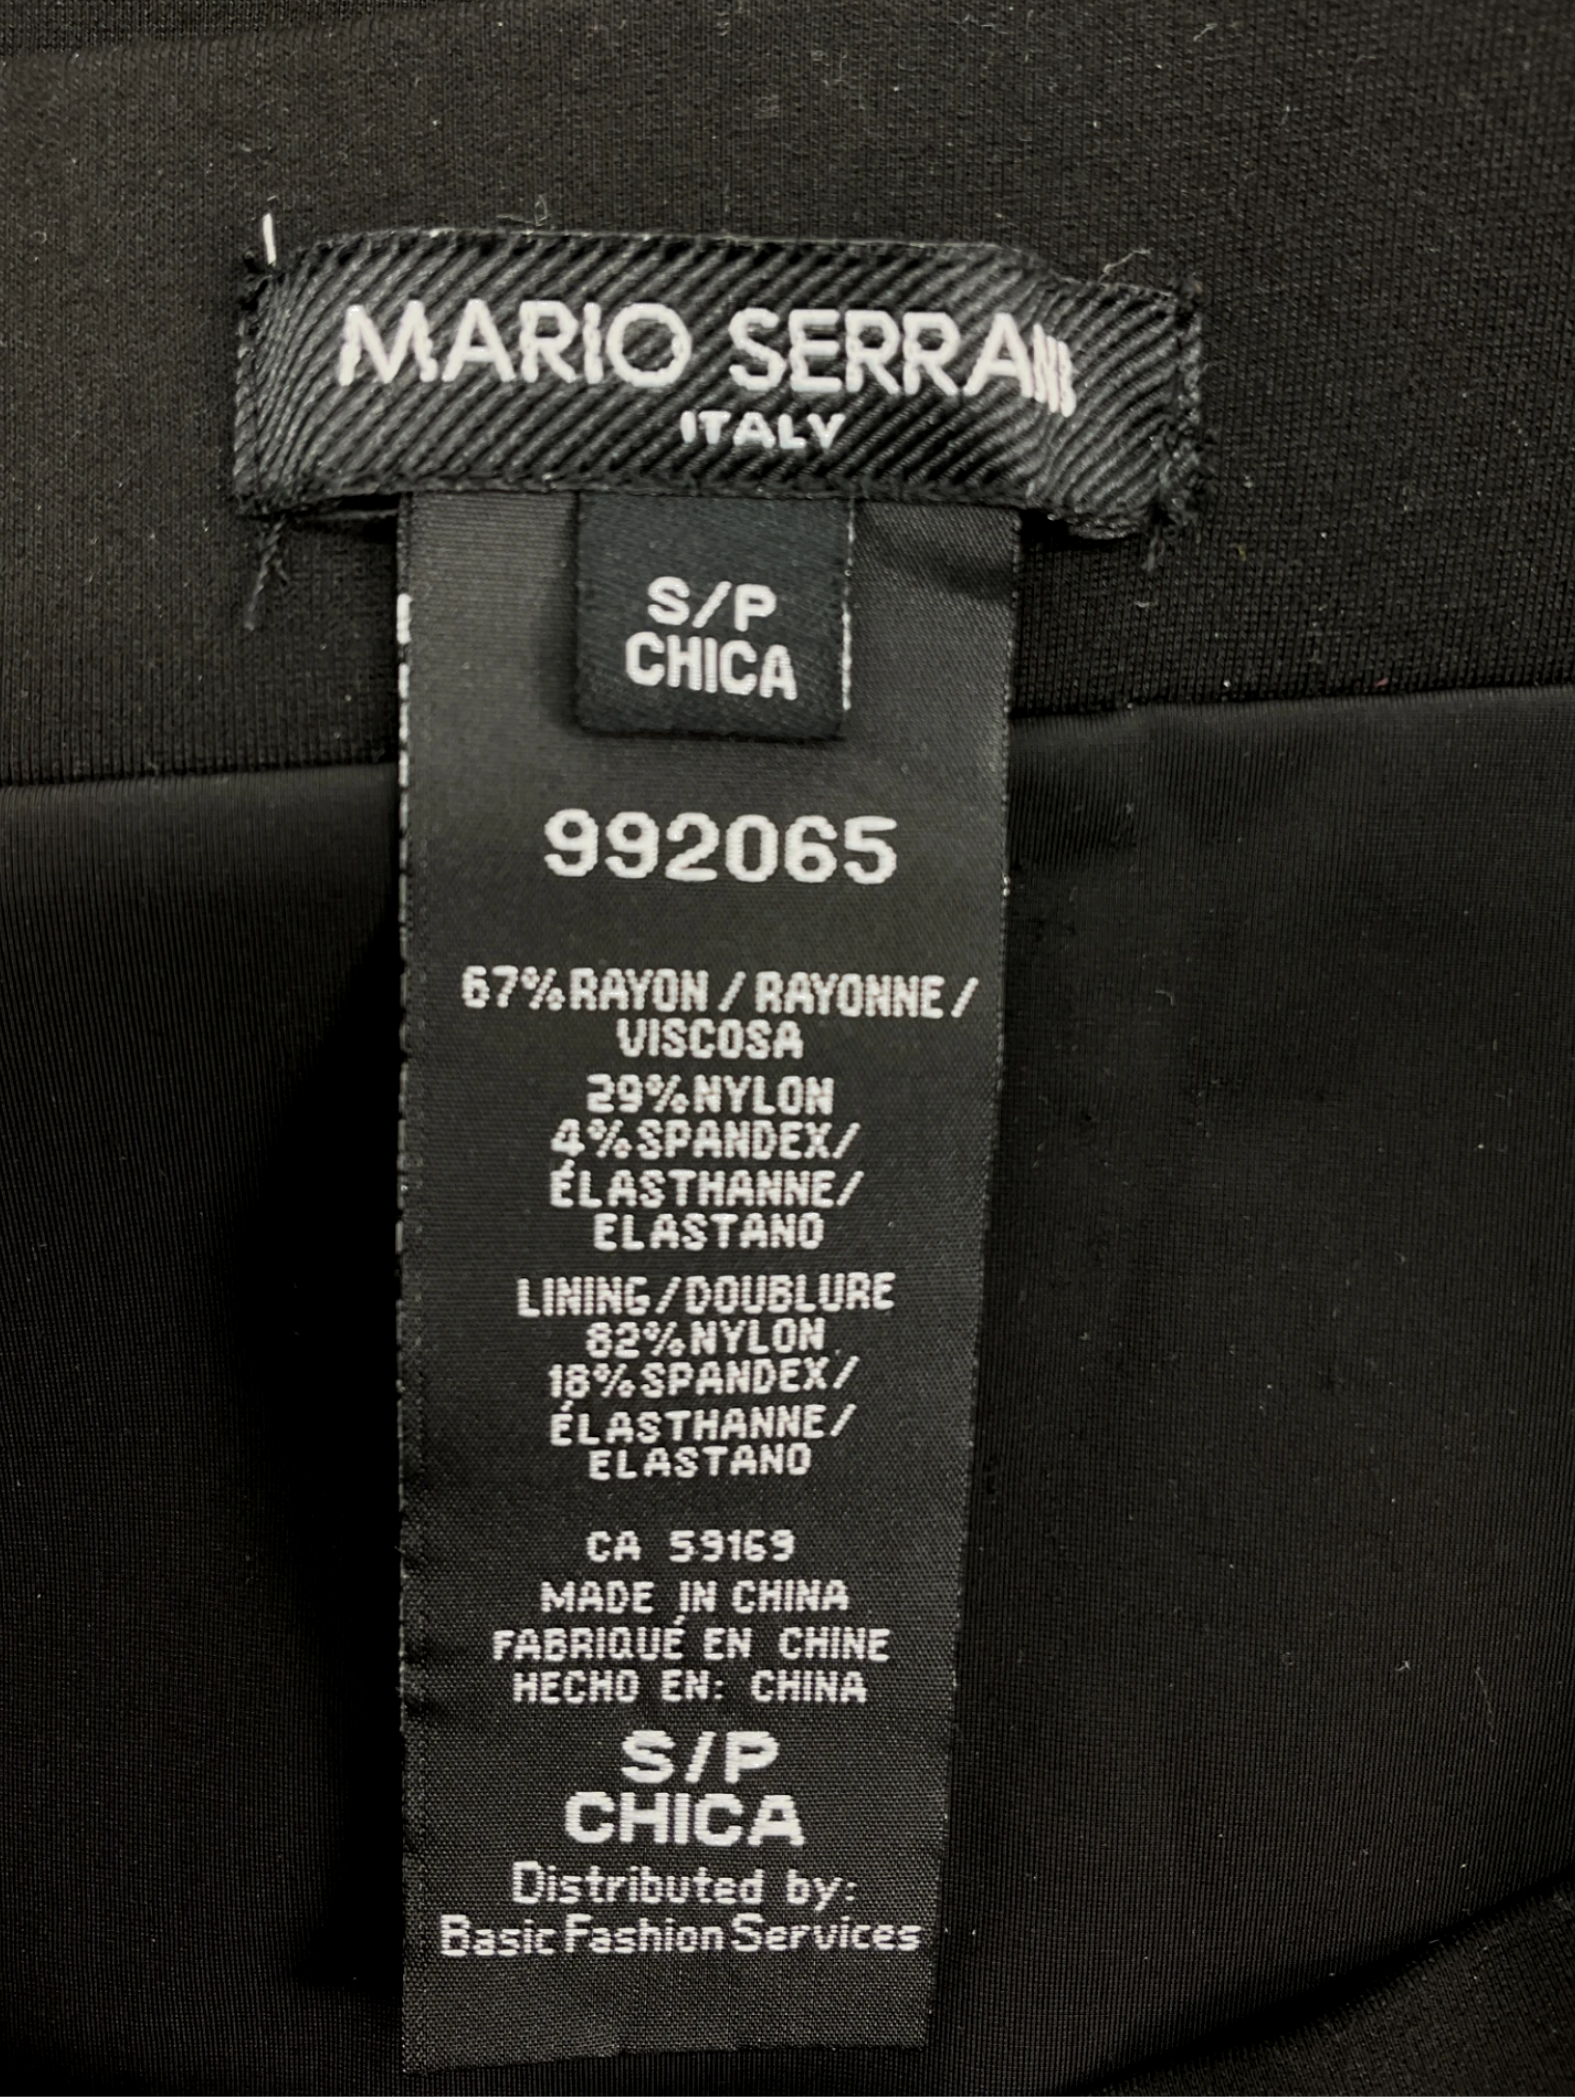 MARIO SERRANI
ITALY
S/P
CHICA
992065
67%RAYON / RAYONNE /
VISCOSA
29%NYLON
4%SPANDEX/
ÉLASTHANNE/
ELASTANO
LINING/DOUBLURE
82%NYLON
18%SPANDEX/
ÉLASTHANNE/
ELASTANO
CA 59169
MADE IN CHINA
FABRIQUÉ EN CHINE
HECHO EN: CHINA
S/P
CHICA
Distributed by:
Basic Fashion Services